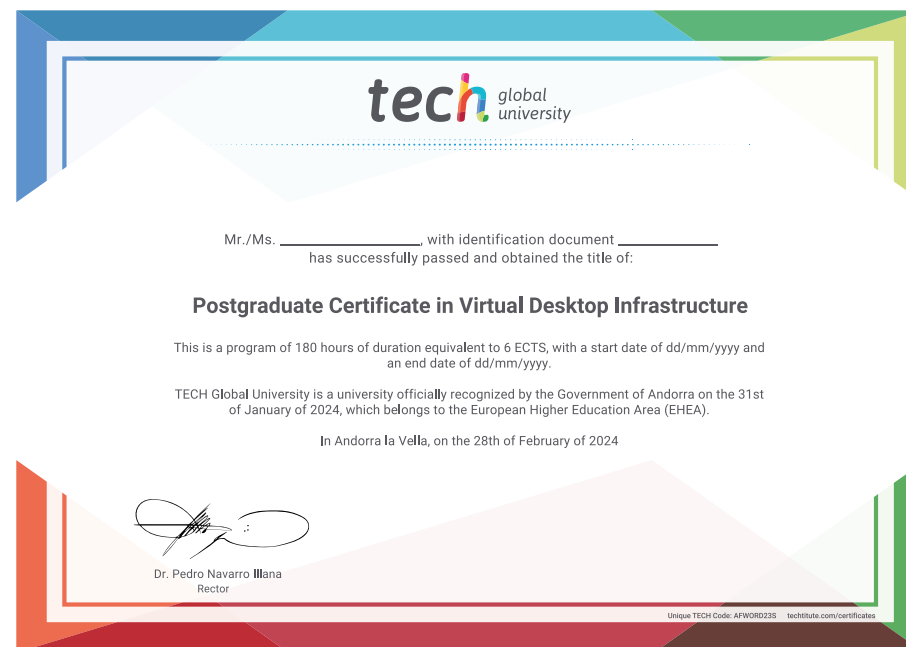 tech global
university
Mr./Ms. ____________________, with identification document ______________
has successfully passed and obtained the title of:
Postgraduate Certificate in Virtual Desktop Infrastructure
This is a program of 180 hours of duration equivalent to 6 ECTS, with a start date of dd/mm/yyyy and
an end date of dd/mm/yyyy.
TECH Global University is a university officially recognized by the Government of Andorra on the 31st
of January of 2024, which belongs to the European Higher Education Area (EHEA).
In Andorra la Vella, on the 28th of February of 2024
Dr. Pedro Navarro Illana
Rector
Unique TECH Code: AFWORD23S techtitute.com/certificates